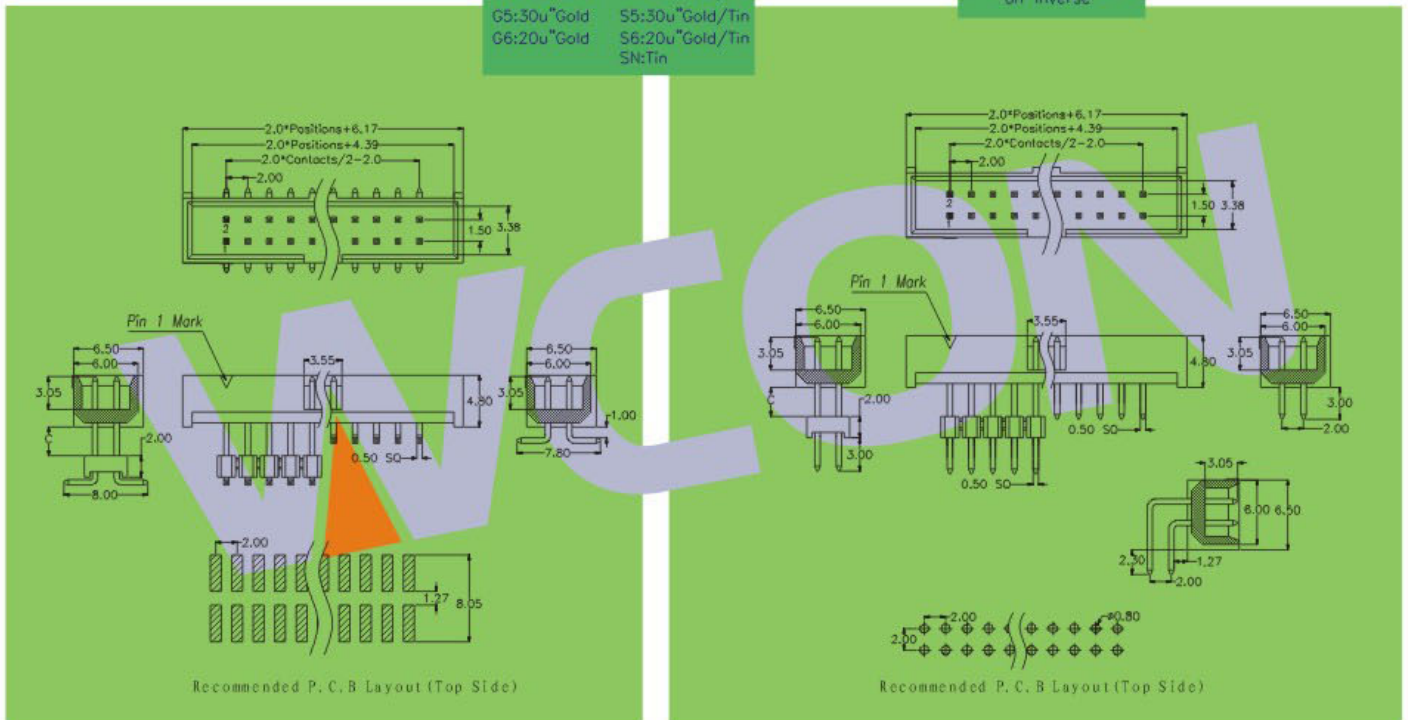 G5:30u"Gold S5:30u"Gold/Tin
G6:20u"Gold S6:20u"Gold/Tin
SN:Tin
WCON
2.0*Positions+6.17
2.0*Positions+4.39
2.0*Contacts/2-2.0
2.00
2
1
1.50
3.38
Pin 1 Mark
6.50
6.00
3.05
C
2.00
8.00
3.55
4.80
0.50 SQ
6.50
6.00
3.05
1.00
7.80
2.00
1.27
8.05
Recommended P.C.B Layout(Top Side)
2.0*Positions+6.17
2.0*Positions+4.39
2.0*Contacts/2-2.0
2.00
2
1
1.50
3.38
Pin 1 Mark
6.50
6.00
3.05
C
2.00
3.00
3.55
4.80
0.50 SQ
0.50 SQ
6.50
6.00
3.05
3.00
2.00
3.05
6.00
6.50
2.30
1.27
2.00
2.00
ø0.80
2.00
Recommended P.C.B Layout(Top Side)